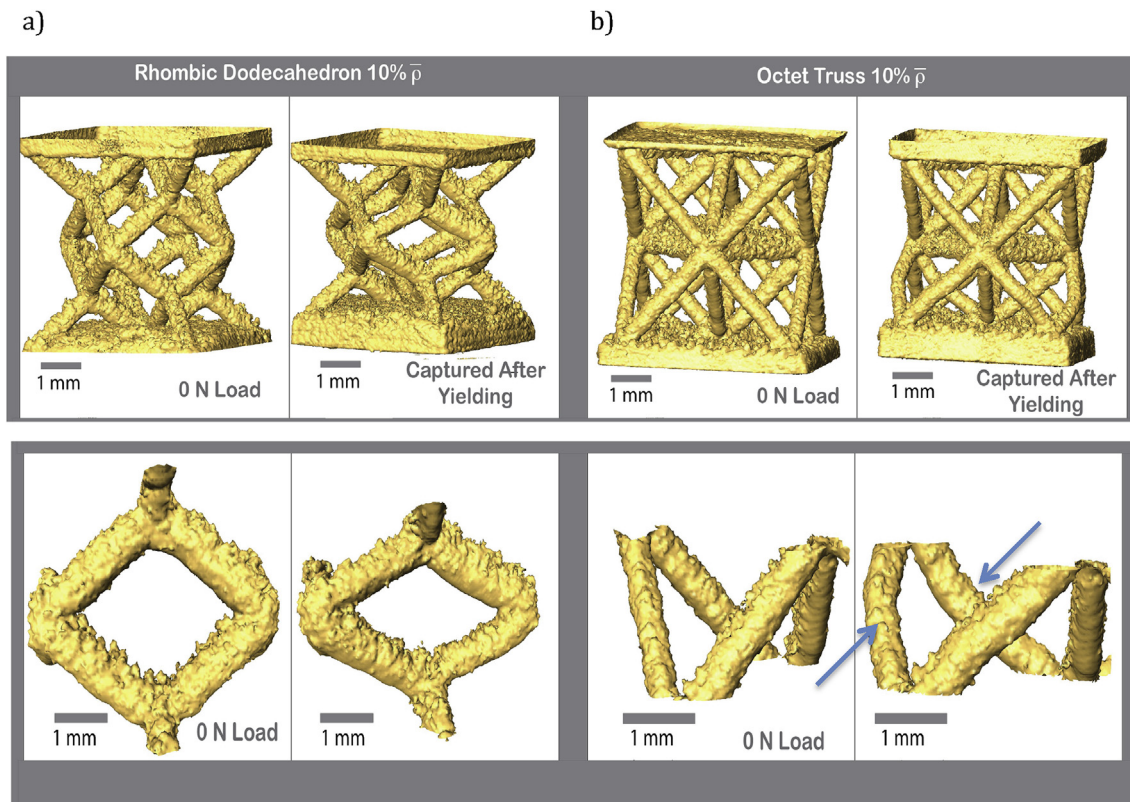 a)
b)
Rhombic Dodecahedron 10% ρ̅
Octet Truss 10% ρ̅
1 mm
0 N Load
1 mm
Captured After
Yielding
1 mm
0 N Load
1 mm
Captured After
Yielding
1 mm
0 N Load
1 mm
1 mm
0 N Load
1 mm